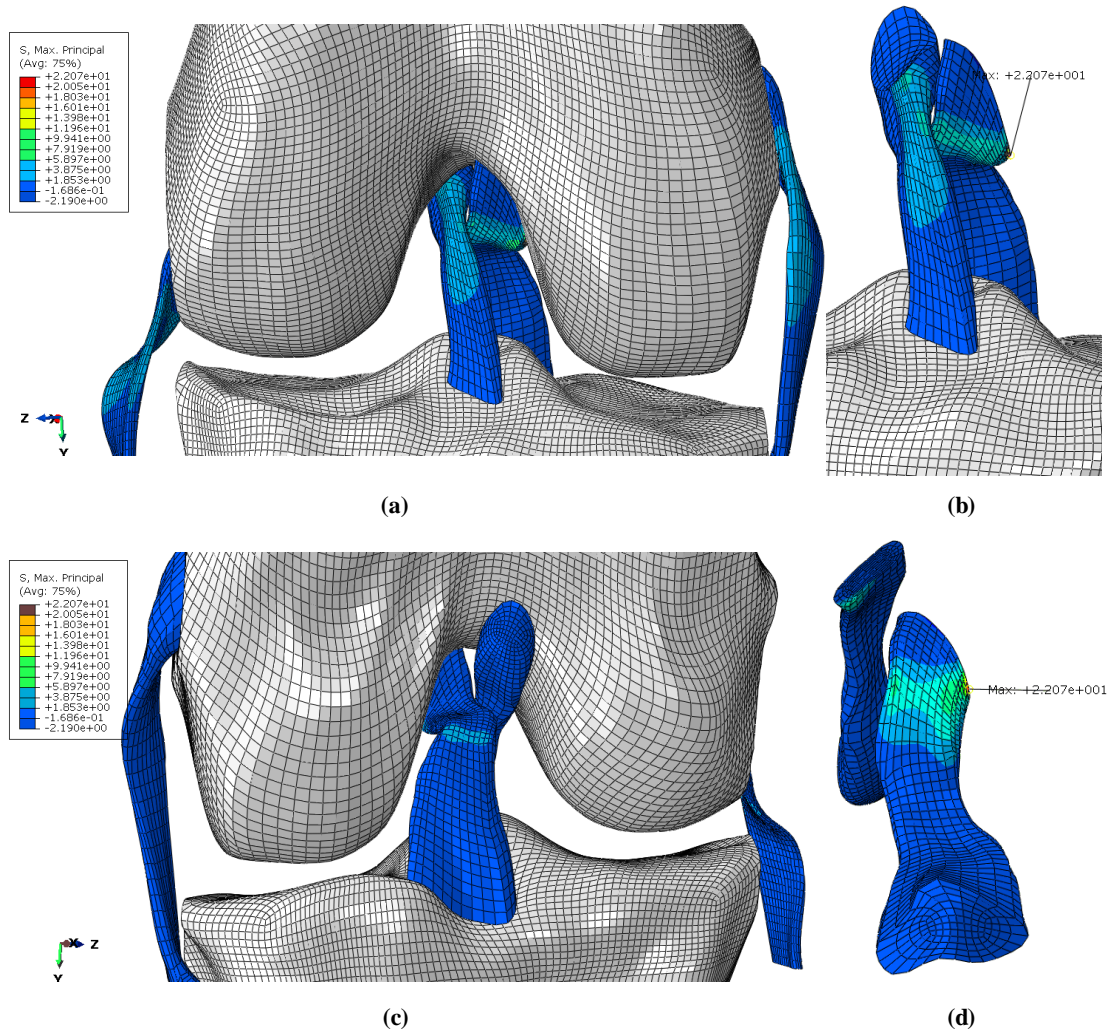 S, Max. Principal
(Avg: 75%)
+2.207e+01
+2.005e+01
+1.803e+01
+1.601e+01
+1.398e+01
+1.196e+01
+9.941e+00
+7.919e+00
+5.897e+00
+3.875e+00
+1.853e+00
-1.686e-01
-2.190e+00
Z
X
Y
Max: +2.207e+001
(a)
(b)
S, Max. Principal
(Avg: 75%)
+2.207e+01
+2.005e+01
+1.803e+01
+1.601e+01
+1.398e+01
+1.196e+01
+9.941e+00
+7.919e+00
+5.897e+00
+3.875e+00
+1.853e+00
-1.686e-01
-2.190e+00
X
Z
Y
Max: +2.207e+001
(c)
(d)